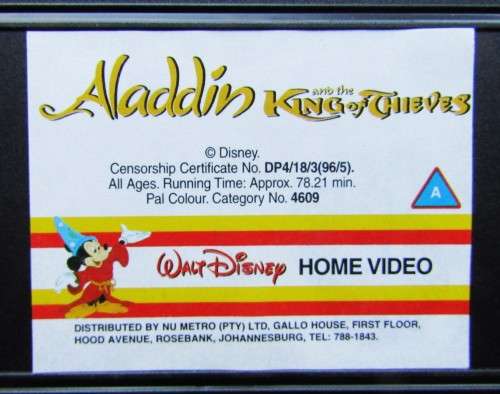 Aladdin and the King of Thieves
© Disney.
Censorship Certificate No. DP4/18/3(96/5).
All Ages. Running Time: Approx. 78.21 min.
Pal Colour. Category No. 4609
A
Walt Disney HOME VIDEO
DISTRIBUTED BY NU METRO (PTY) LTD, GALLO HOUSE, FIRST FLOOR,
HOOD AVENUE, ROSEBANK, JOHANNESBURG, TEL: 788-1843.